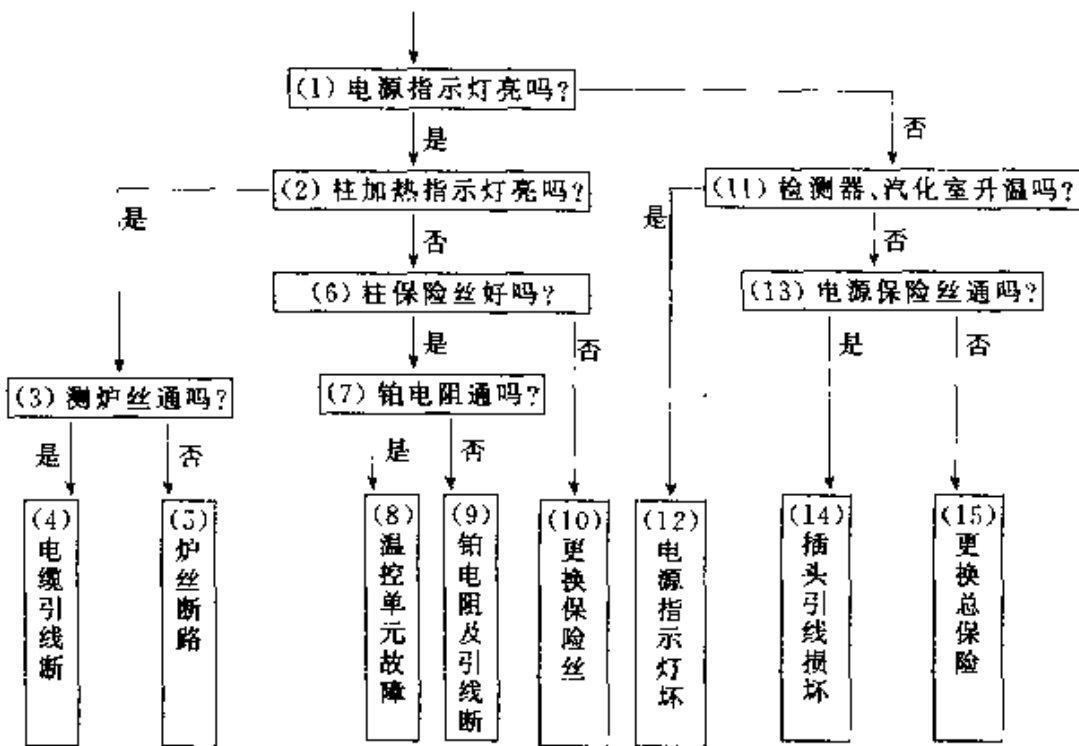 (1) 电源指示灯亮吗?
是
否
(2) 柱加热指示灯亮吗?
(11) 检测器、汽化室升温吗?
是
否
是
否
(6) 柱保险丝好吗?
(13) 电源保险丝通吗?
是
否
是
否
(3) 测炉丝通吗?
(7) 铂电阻通吗?
是
否
是
否
(4) 电缆引线断
(5) 炉丝断路
(8) 温控单元故障
(9) 铂电阻及引线断
(10) 更换保险丝
(12) 电源指示灯坏
(14) 插头引线损坏
(15) 更换总保险